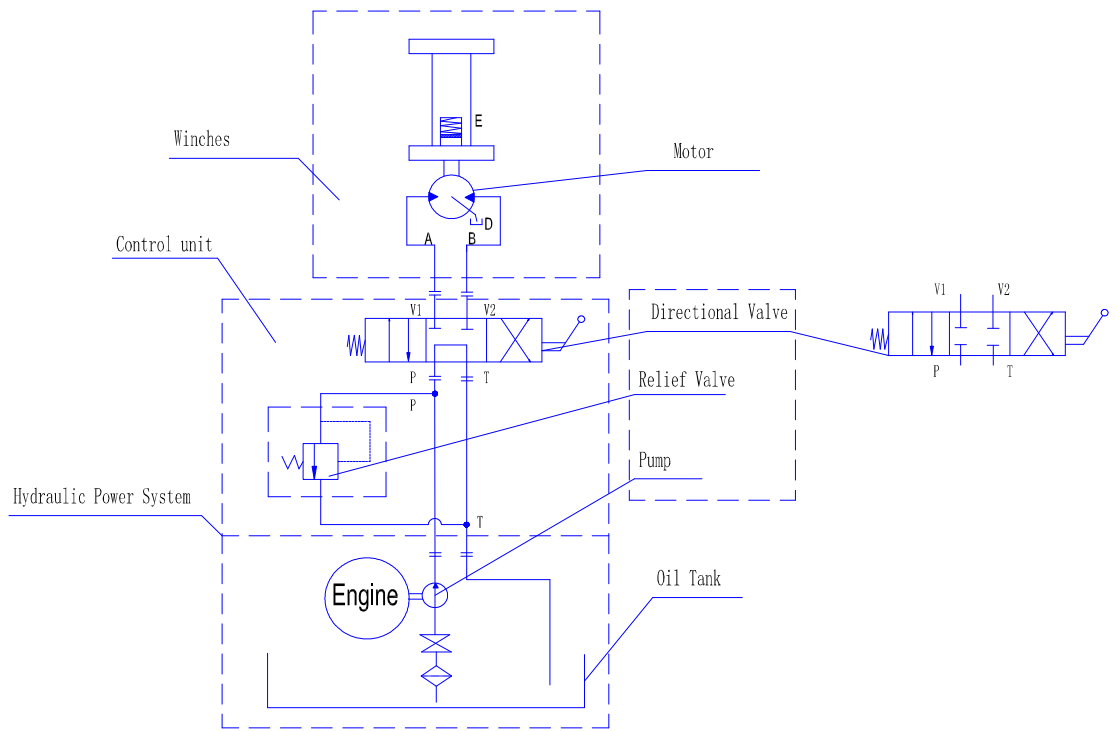 E
Winches
Motor
D
A
B
Control unit
V1
V2
V1
V2
Directional Valve
P
T
P
T
Relief Valve
P
Pump
Hydraulic Power System
T
Oil Tank
Engine